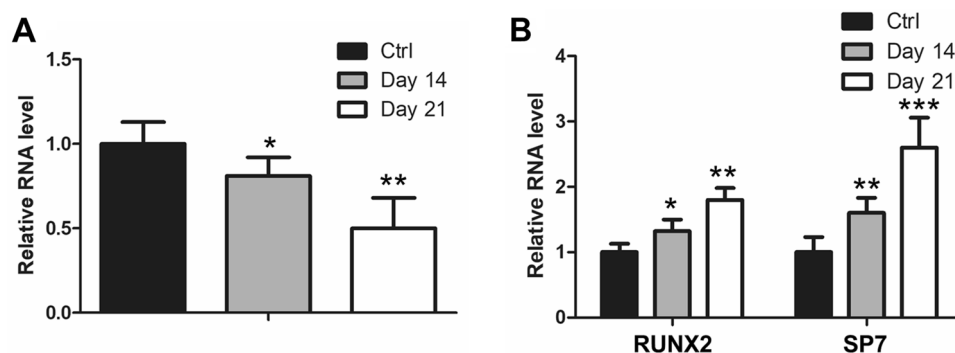 A
Relative RNA level
1.5
1.0
0.5
0.0
Ctrl
Day 14
Day 21
*
**
B
Relative RNA level
4
3
2
1
0
Ctrl
Day 14
Day 21
*
**
**
***
RUNX2
SP7